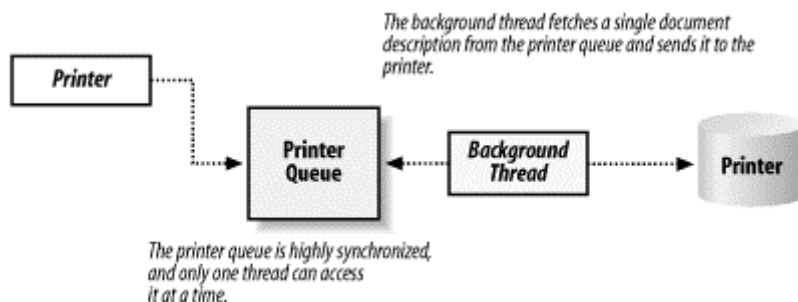 The background thread fetches a single document
description from the printer queue and sends it to the
printer.
Printer
Printer
Queue
Background
Thread
Printer
The printer queue is highly synchronized,
and only one thread can access
it at a time.